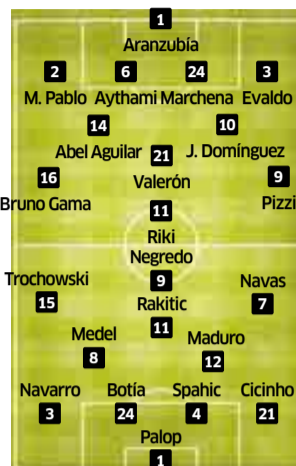 1
Aranzubía
2 6 24 3
M. Pablo Aythami Marchena Evaldo
14 10
Abel Aguilar 21 J. Domínguez
16 Valerón 9
Bruno Gama 11 Pizzi
Riki
Negredo
Trochowski 9 Navas
15 Rakitic 7
Medel 11 Maduro
8 12
Navarro Botía Spahic Cicinho
3 24 4 21
Palop
1